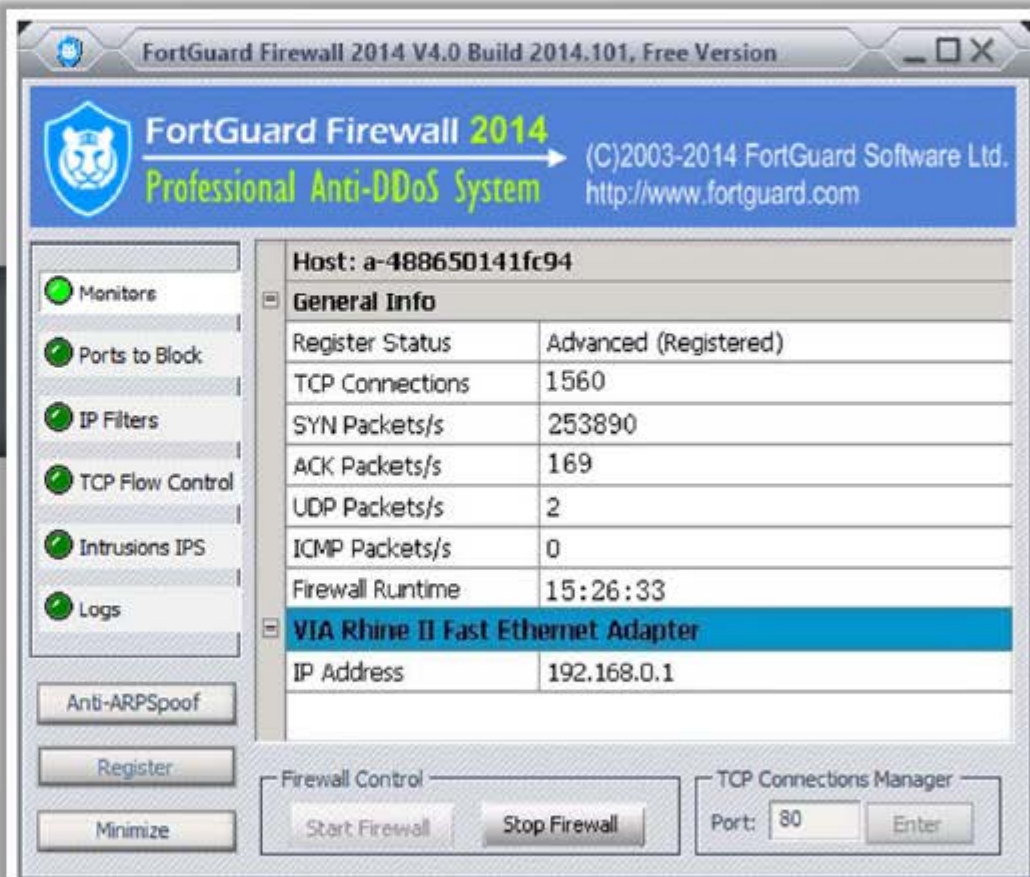 FortGuard Firewall 2014 V4.0 Build 2014.101, Free Version
FortGuard Firewall 2014
Professional Anti-DDoS System
(C)2003-2014 FortGuard Software Ltd.
http://www.fortguard.com
Monitors
Ports to Block
IP Filters
TCP Flow Control
Intrusions IPS
Logs
Anti-ARPSpoof
Register
Minimize
Host: a-488650141fc94
General Info
Register Status Advanced (Registered)
TCP Connections 1560
SYN Packets/s 253890
ACK Packets/s 169
UDP Packets/s 2
ICMP Packets/s 0
Firewall Runtime 15:26:33
VIA Rhine II Fast Ethernet Adapter
IP Address 192.168.0.1
Firewall Control
Start Firewall Stop Firewall
TCP Connections Manager
Port: 80 Enter